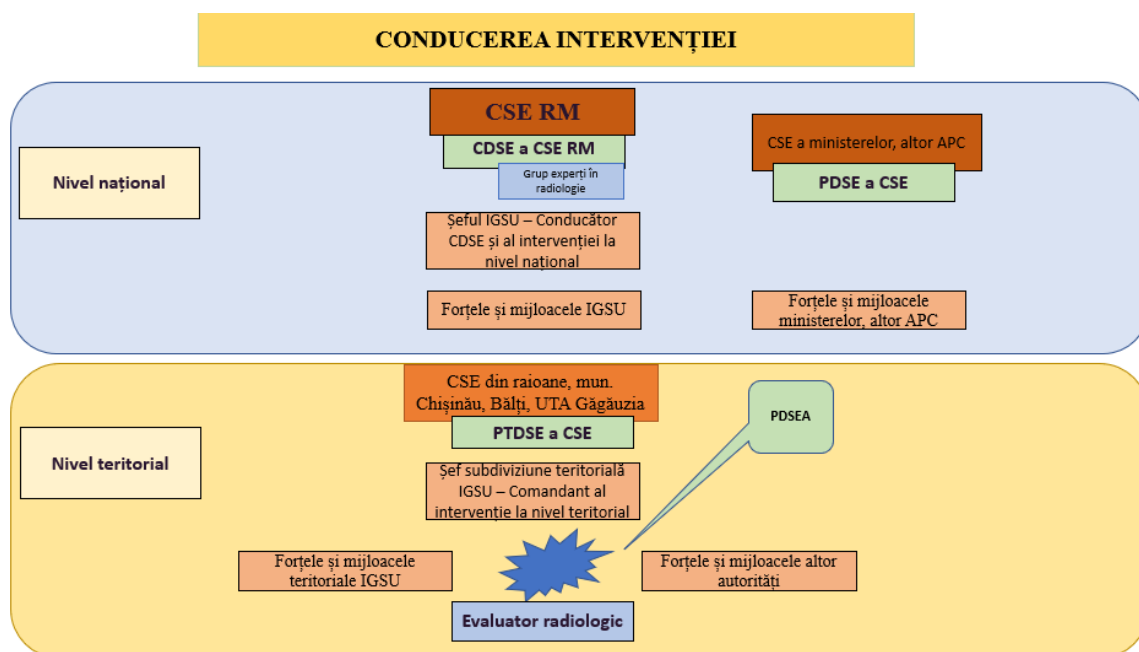 CONDUCEREA INTERVENȚIEI
CSE RM
CDSE a CSE RM
Grup experți în
radiologie
CSE a ministerelor, altor APC
PDSE a CSE
Nivel național
Șeful IGSU – Conducător
CDSE și al intervenției la
nivel național
Forțele și mijloacele IGSU
Forțele și mijloacele
ministerelor, altor APC
CSE din raioane, mun.
Chișinău, Bălți, UTA Găgăuzia
PTDSE a CSE
PDSEA
Nivel teritorial
Șef subdiviziune teritorială
IGSU – Comandant al
intervenție la nivel teritorial
Forțele și mijloacele
teritoriale IGSU
Forțele și mijloacele altor
autorități
Evaluator radiologic